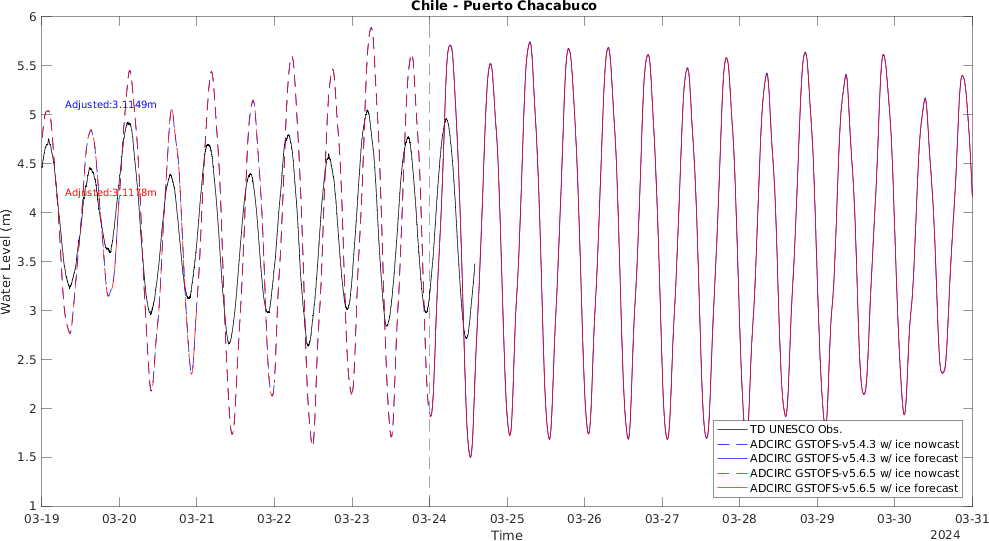 Chile - Puerto Chacabuco
6
5.5
5
4.5
4
3.5
3
2.5
2
1.5
1
Water Level (m)
Adjusted:3.1149m
Adjusted:3.1178m
TD UNESCO Obs.
ADCIRC GSTOFS-v5.4.3 w/ ice nowcast
ADCIRC GSTOFS-v5.4.3 w/ ice forecast
ADCIRC GSTOFS-v5.6.5 w/ ice nowcast
ADCIRC GSTOFS-v5.6.5 w/ ice forecast
03-19 03-20 03-21 03-22 03-23 03-24 03-25 03-26 03-27 03-28 03-29 03-30 03-31
Time
2024